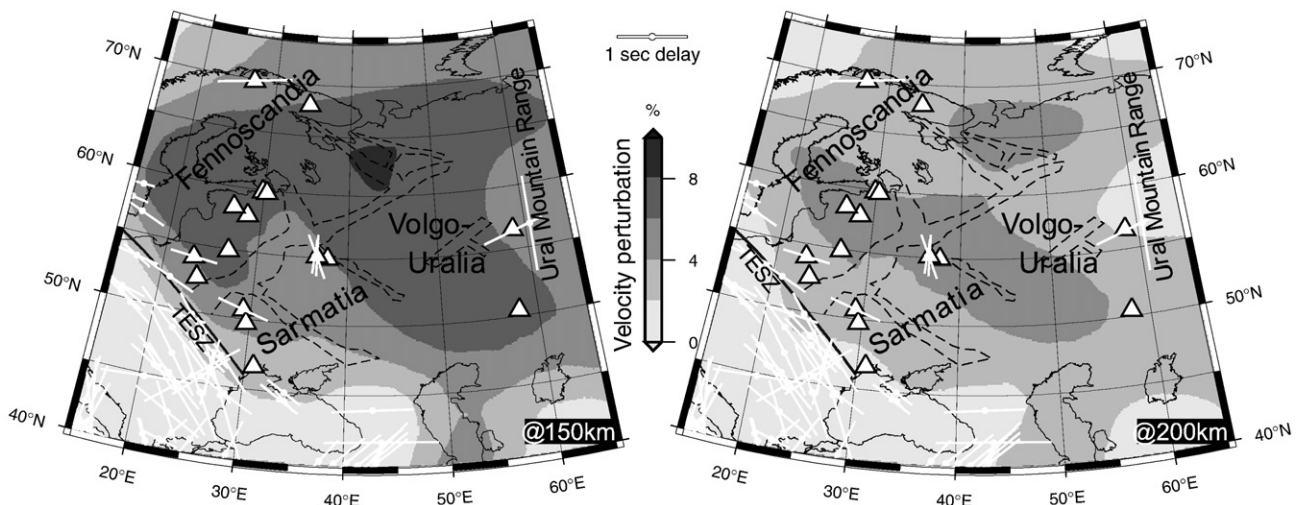 70°N
60°N
50°N
40°N
20°E
30°E
40°E
50°E
60°E
Fennoscandia
Volgo-
Uralia
Sarmatia
TESZ
Ural Mountain Range
@150km
1 sec delay
%
8
4
0
Velocity perturbation
70°N
60°N
50°N
40°N
20°E
30°E
40°E
50°E
60°E
Fennoscandia
Volgo-
Uralia
Sarmatia
TESZ
Ural Mountain Range
@200km